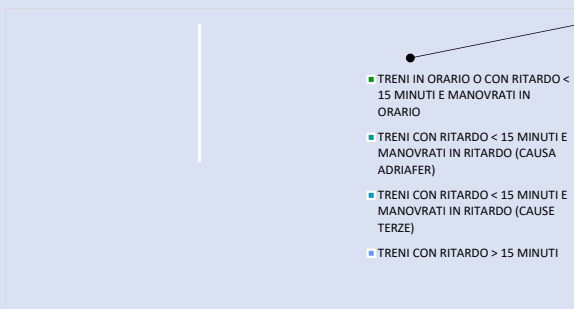 TRENI IN ORARIO O CON RITARDO <
15 MINUTI E MANOVRATI IN
ORARIO
TRENI CON RITARDO < 15 MINUTI E
MANOVRATI IN RITARDO (CAUSA
ADRIAFER)
TRENI CON RITARDO < 15 MINUTI E
MANOVRATI IN RITARDO (CAUSE
TERZE)
TRENI CON RITARDO > 15 MINUTI